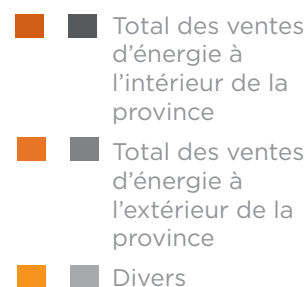 Total des ventes
d’énergie à
l’intérieur de la
province
Total des ventes
d’énergie à
l’extérieur de la
province
Divers